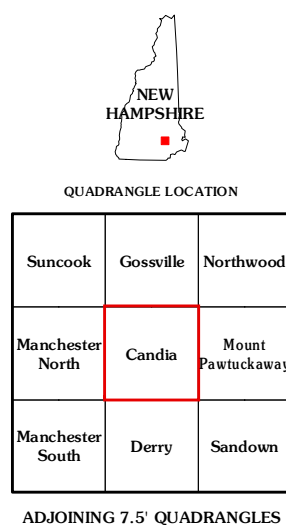 NEW
HAMPSHIRE
QUADRANGLE LOCATION
Suncook
Gossville
Northwood
Manchester
North
Candia
Mount
Pawtuckaway
Manchester
South
Derry
Sandown
ADJOINING 7.5' QUADRANGLES